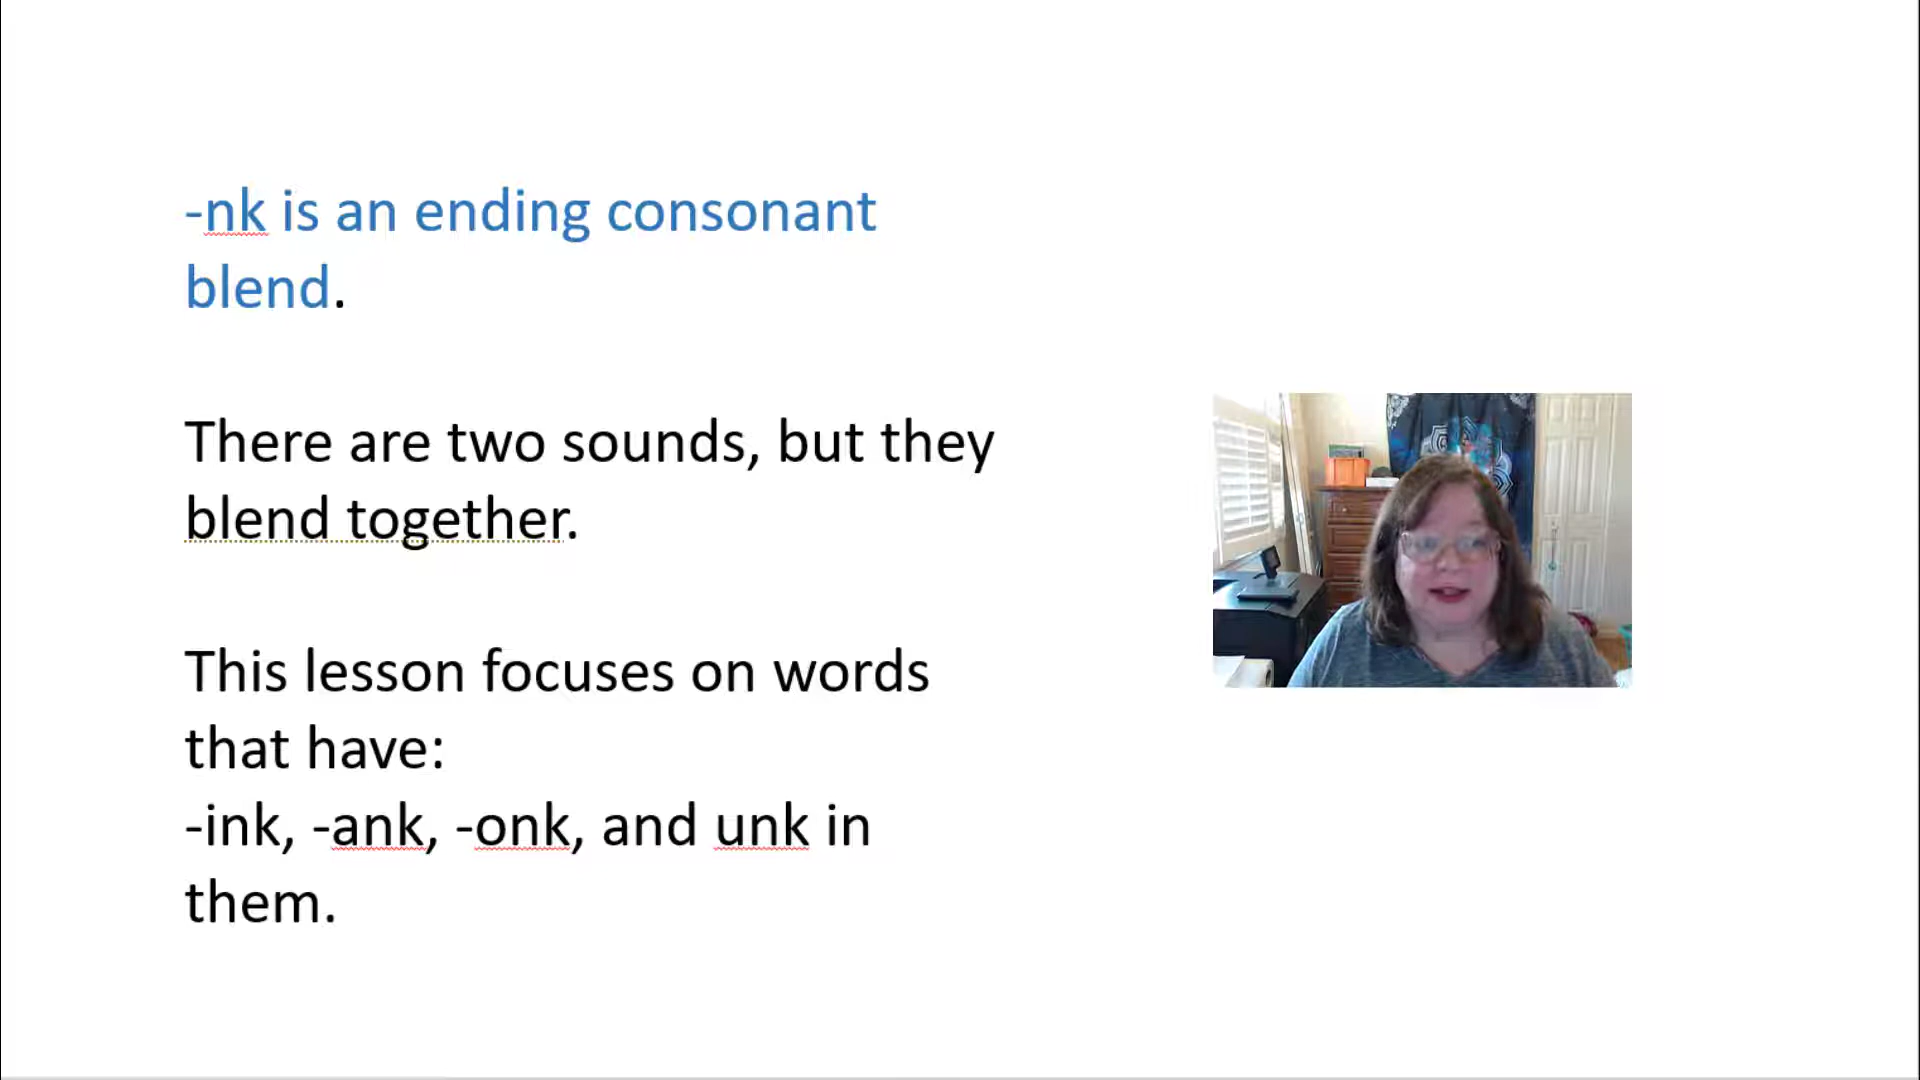 -nk is an ending consonant
blend.
There are two sounds, but they
blend together.
This lesson focuses on words
that have:
-ink, -ank, -onk, and unk in
them.